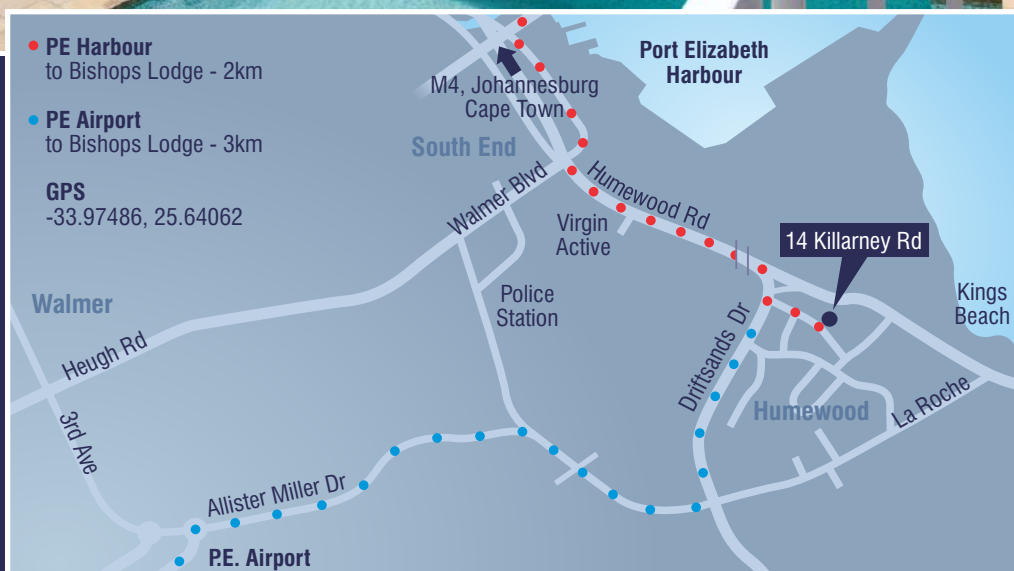 PE Harbour
to Bishops Lodge - 2km
PE Airport
to Bishops Lodge - 3km
GPS
-33.97486, 25.64062
M4, Johannesburg
Cape Town
Port Elizabeth
Harbour
South End
Walmer Blvd
Humewood Rd
Virgin
Active
14 Killarney Rd
Kings
Beach
Police
Station
Walmer
Heugh Rd
Driftsands Dr
Humewood
La Roche
3rd Ave
Allister Miller Dr
P.E. Airport